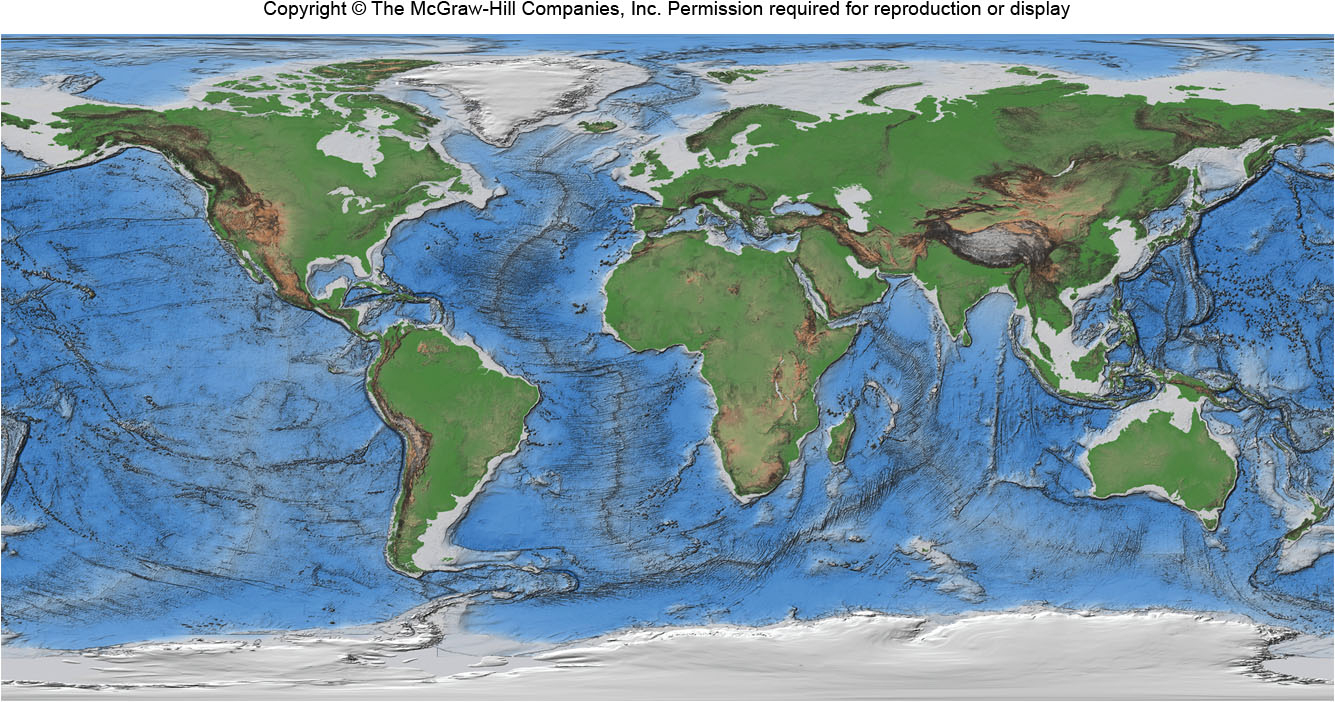 Copyright © The McGraw-Hill Companies, Inc. Permission required for reproduction or display